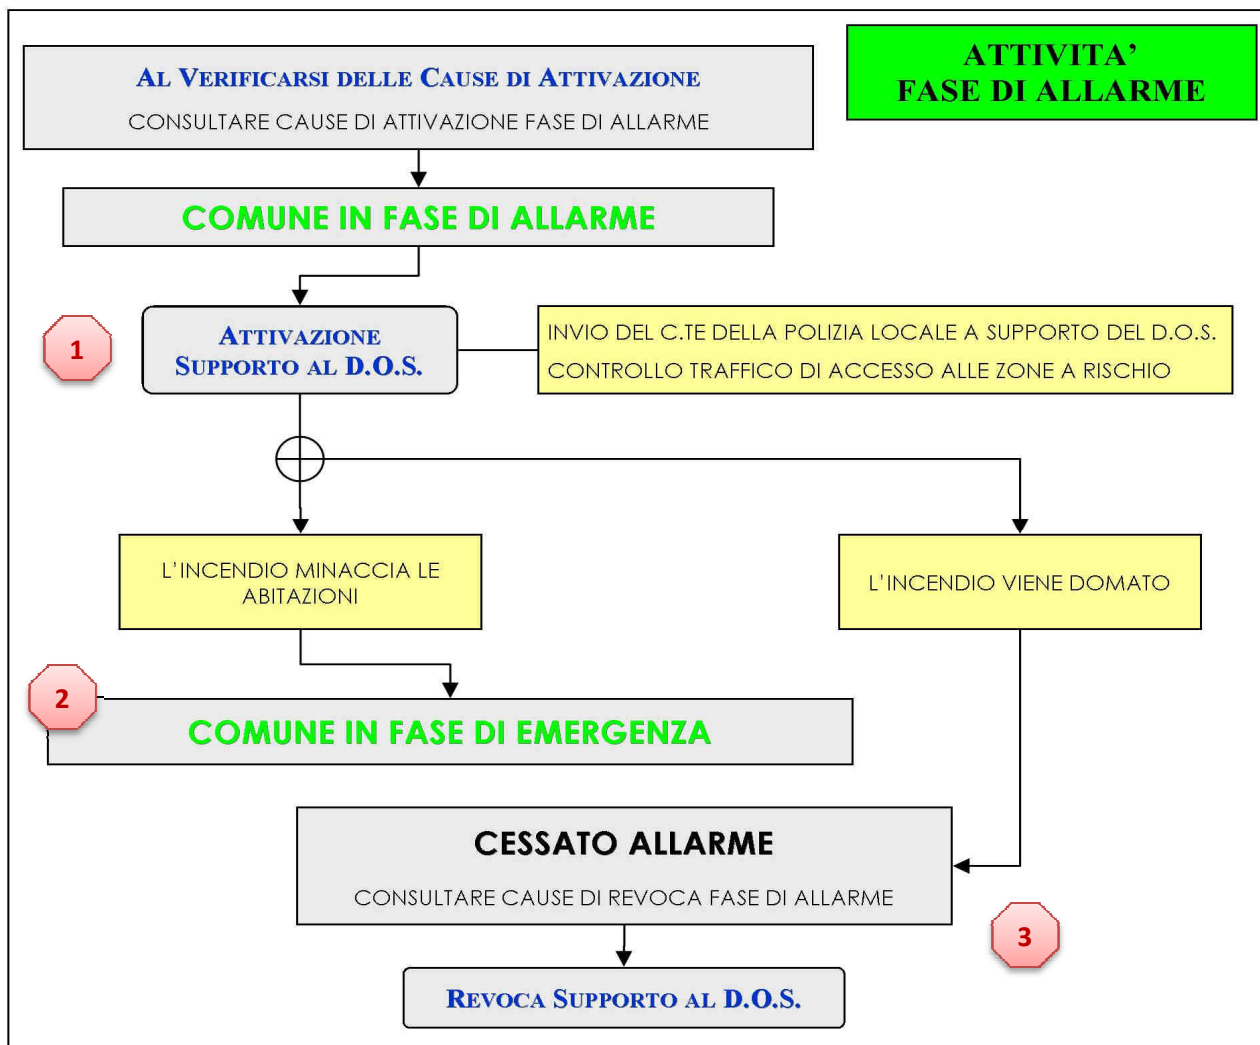 ATTIVITA’
FASE DI ALLARME
AL VERIFICARSI DELLE CAUSE DI ATTIVAZIONE
CONSULTARE CAUSE DI ATTIVAZIONE FASE DI ALLARME
COMUNE IN FASE DI ALLARME
1
ATTIVAZIONE
SUPPORTO AL D.O.S.
INVIO DEL C.TE DELLA POLIZIA LOCALE A SUPPORTO DEL D.O.S.
CONTROLLO TRAFFICO DI ACCESSO ALLE ZONE A RISCHIO
L’INCENDIO MINACCIA LE
ABITAZIONI
L’INCENDIO VIENE DOMATO
2
COMUNE IN FASE DI EMERGENZA
CESSATO ALLARME
CONSULTARE CAUSE DI REVOCA FASE DI ALLARME
3
REVOCA SUPPORTO AL D.O.S.